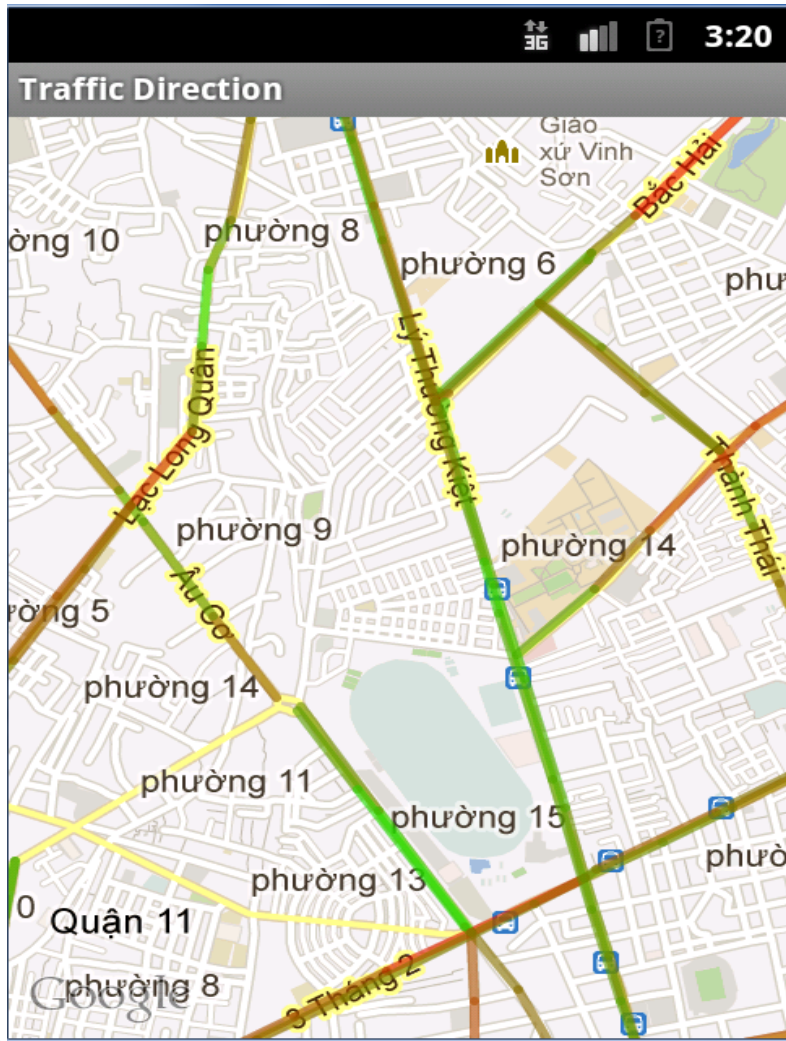 3G
?
3:20
Traffic Direction
Giáo
xứ Vinh
Sơn
Bắc Hải
phường 8
ờng 10
phường 6
phư
Lý Thường Kiệt
Lạc Long Quân
Thành Thái
phường 9
phường 14
Âu Cơ
ường 5
phường 14
phường 11
phường 15
phườ
phường 13
0
Quận 11
3 Tháng 2
phường 8
Google